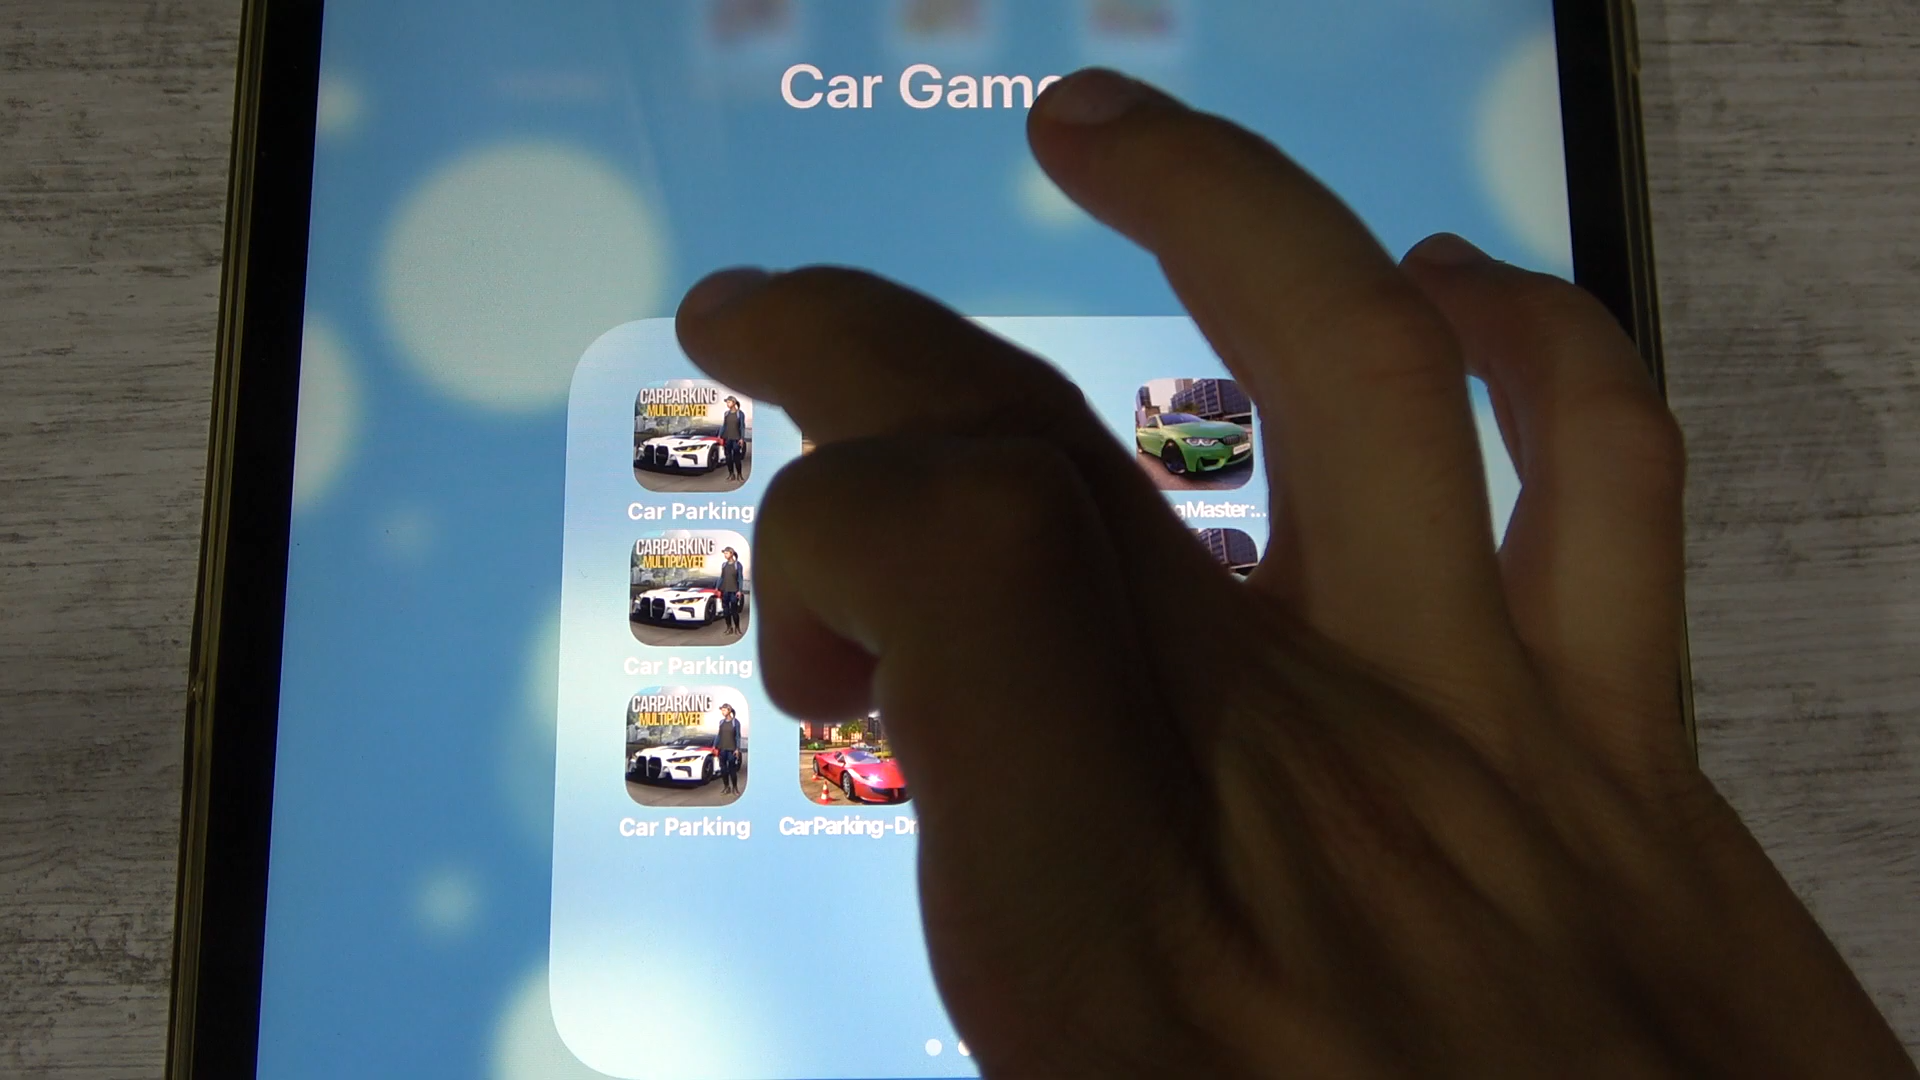 Car Game
CARPARKING
MULTIPLAYER
Car Parking
gMaster:..
CARPARKING
MULTIPLAYER
Car Parking
CARPARKING
MULTIPLAYER
Car Parking
CarParking-Dr